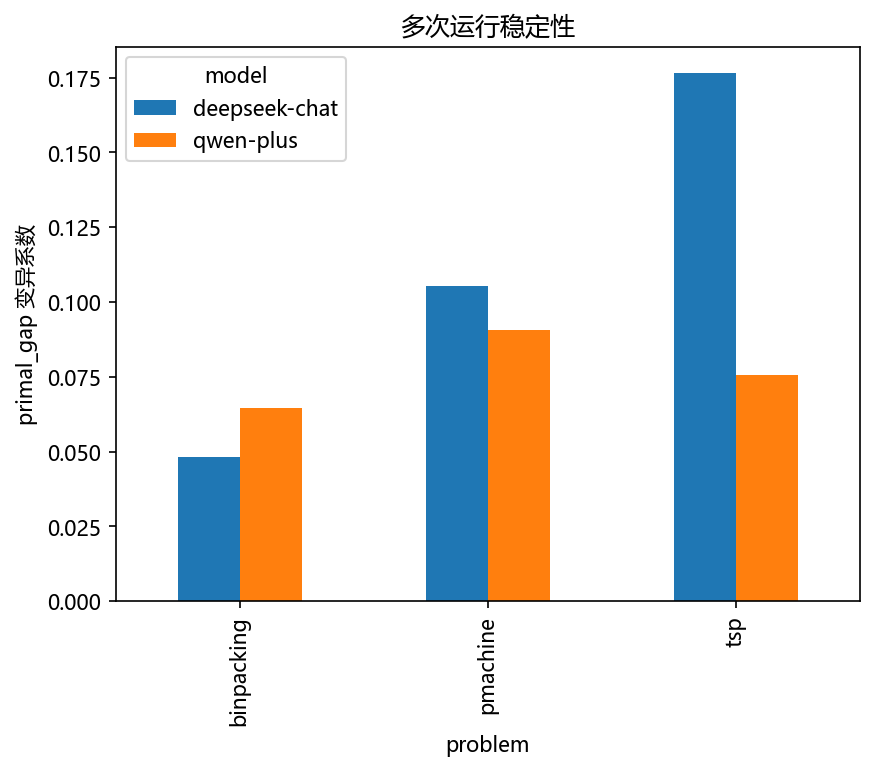 多次运行稳定性
model
deepseek-chat
qwen-plus
primal_gap 变异系数
0.175
0.150
0.125
0.100
0.075
0.050
0.025
0.000
binpacking
pmachine
tsp
problem